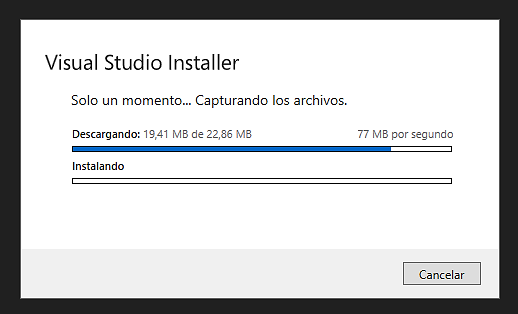 Visual Studio Installer
Solo un momento... Capturando los archivos.
Descargando: 19,41 MB de 22,86 MB 77 MB por segundo
Instalando
Cancelar